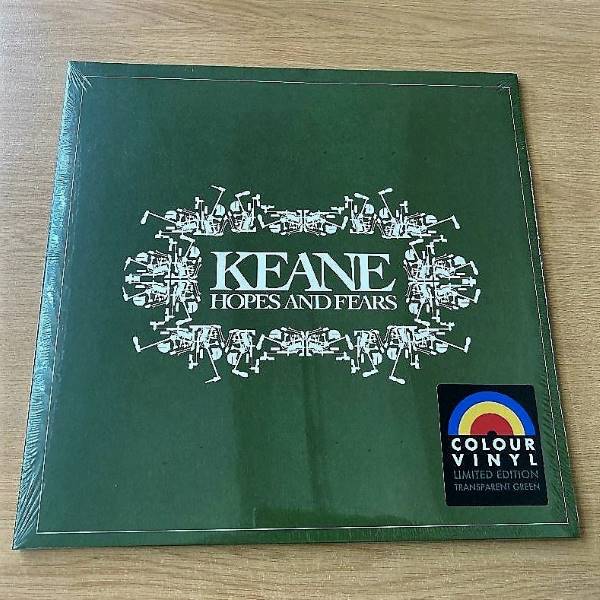 KEANE
HOPES AND FEARS
COLOUR
VINYL
LIMITED EDITION
TRANSPARENT GREEN